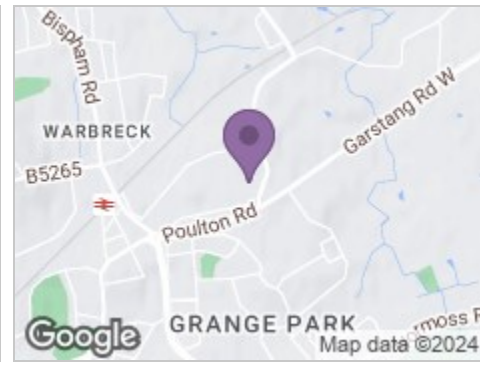 Bispham Rd
WARBRECK
Garstang Rd W
B5265
Poulton Rd
GRANGE PARK
Google
Map data ©2024